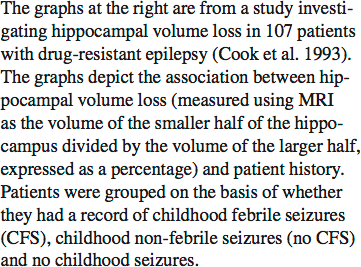 The graphs at the right are from a study investi-
gating hippocampal volume loss in 107 patients
with drug-resistant epilepsy (Cook et al. 1993).
The graphs depict the association between hip-
pocampal volume loss (measured using MRI
as the volume of the smaller half of the hippo-
campus divided by the volume of the larger half,
expressed as a percentage) and patient history.
Patients were grouped on the basis of whether
they had a record of childhood febrile seizures
(CFS), childhood non-febrile seizures (no CFS)
and no childhood seizures.